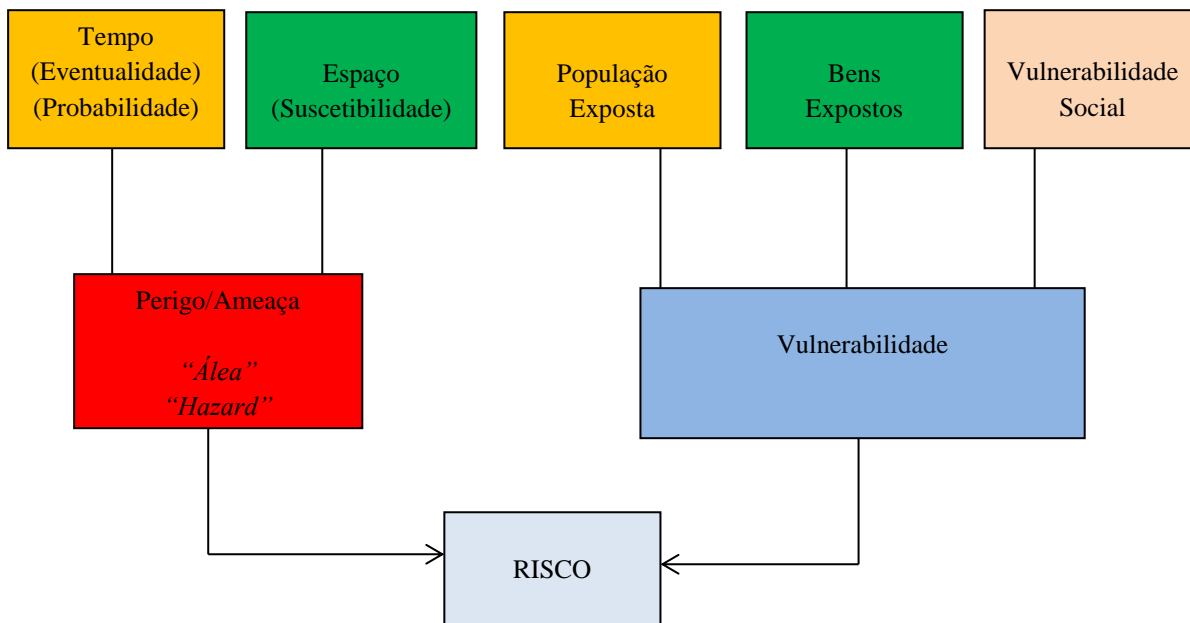 Tempo
(Eventualidade)
(Probabilidade)
Espaço
(Suscetibilidade)
População
Exposta
Bens
Expostos
Vulnerabilidade
Social
Perigo/Ameaça
“Álea”
“Hazard”
Vulnerabilidade
RISCO